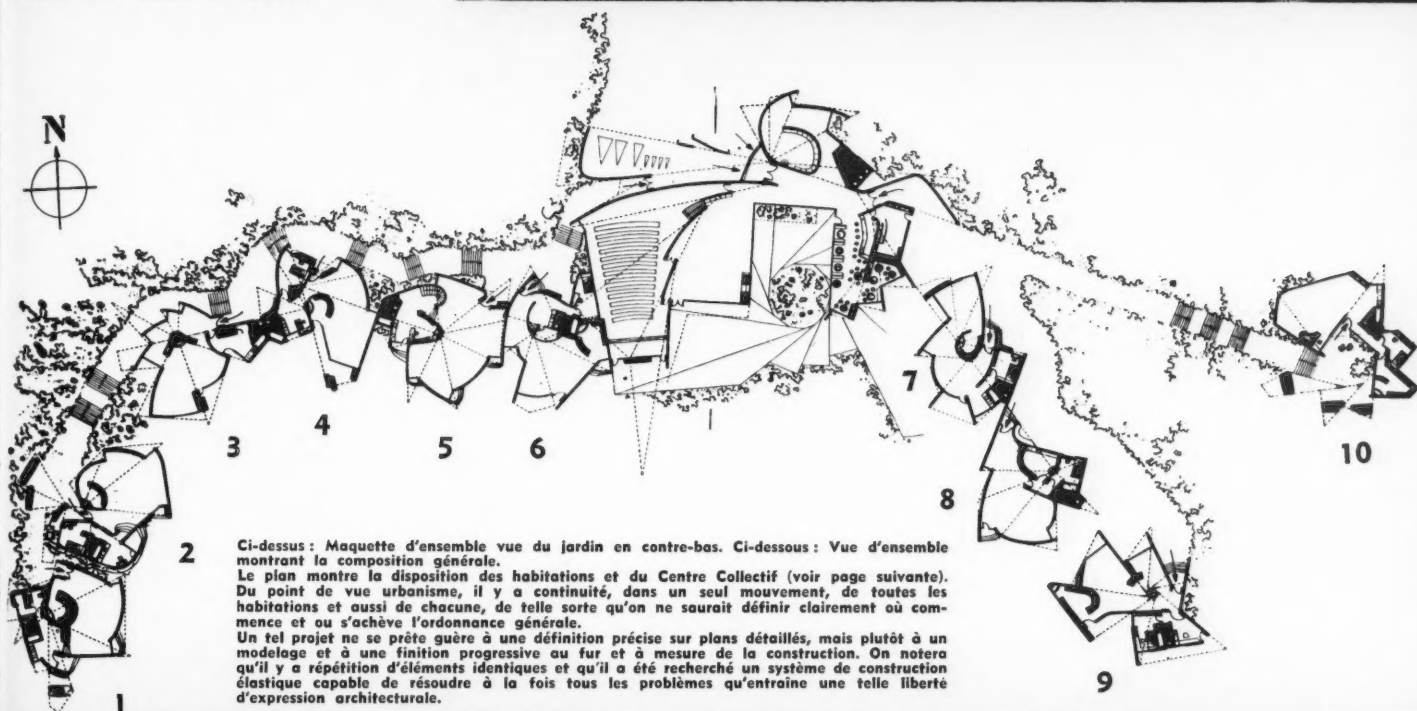 N
1
2
3
4
5
6
7
8
9
10
Ci-dessus : Maquette d'ensemble vue du jardin en contre-bas. Ci-dessous : Vue d'ensemble
montrant la composition générale.
Le plan montre la disposition des habitations et du Centre Collectif (voir page suivante).
Du point de vue urbanisme, il y a continuité, dans un seul mouvement, de toutes les
habitations et aussi de chacune, de telle sorte qu'on ne saurait définir clairement où com-
mence et ou s'achève l'ordonnance générale.
Un tel projet ne se prête guère à une définition précise sur plans détaillés, mais plutôt à un
modelage et à une finition progressive au fur et à mesure de la construction. On notera
qu'il y a répétition d'éléments identiques et qu'il a été recherché un système de construction
élastique capable de résoudre à la fois tous les problèmes qu'entraîne une telle liberté
d'expression architecturale.